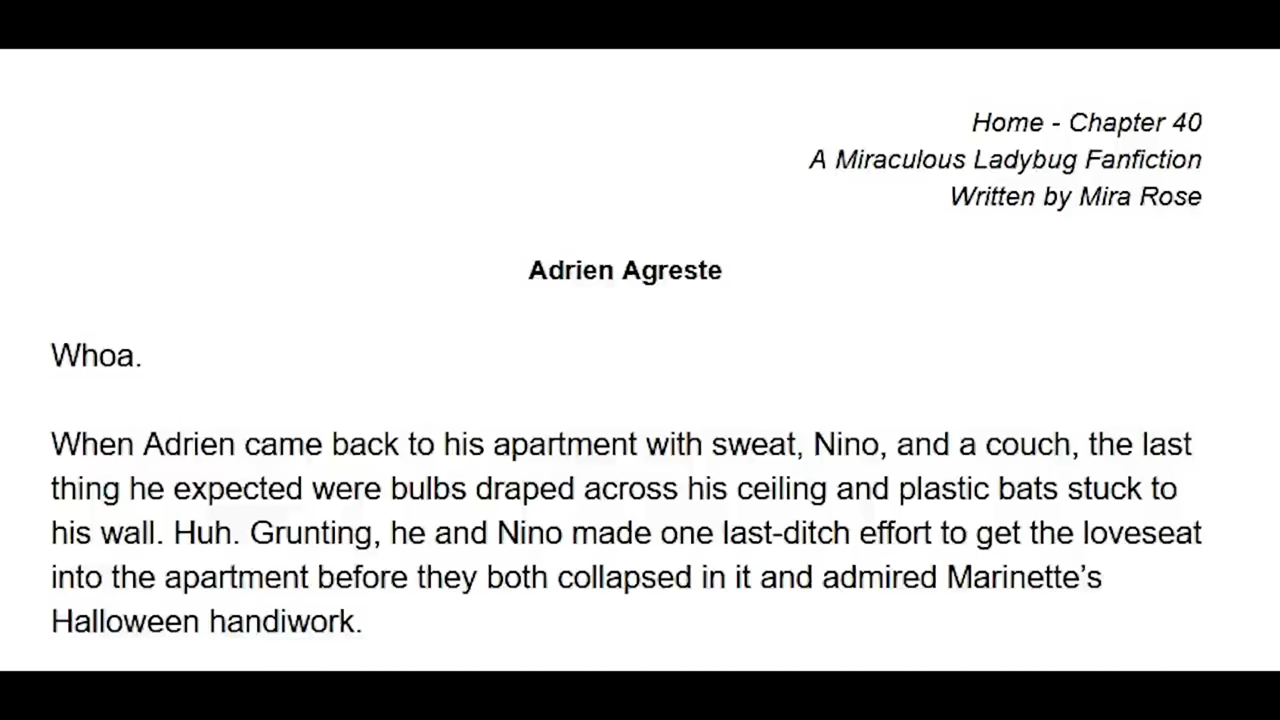 Home - Chapter 40
A Miraculous Ladybug Fanfiction
Written by Mira Rose
Adrien Agreste
Whoa.
When Adrien came back to his apartment with sweat, Nino, and a couch, the last
thing he expected were bulbs draped across his ceiling and plastic bats stuck to
his wall. Huh. Grunting, he and Nino made one last-ditch effort to get the loveseat
into the apartment before they both collapsed in it and admired Marinette’s
Halloween handiwork.